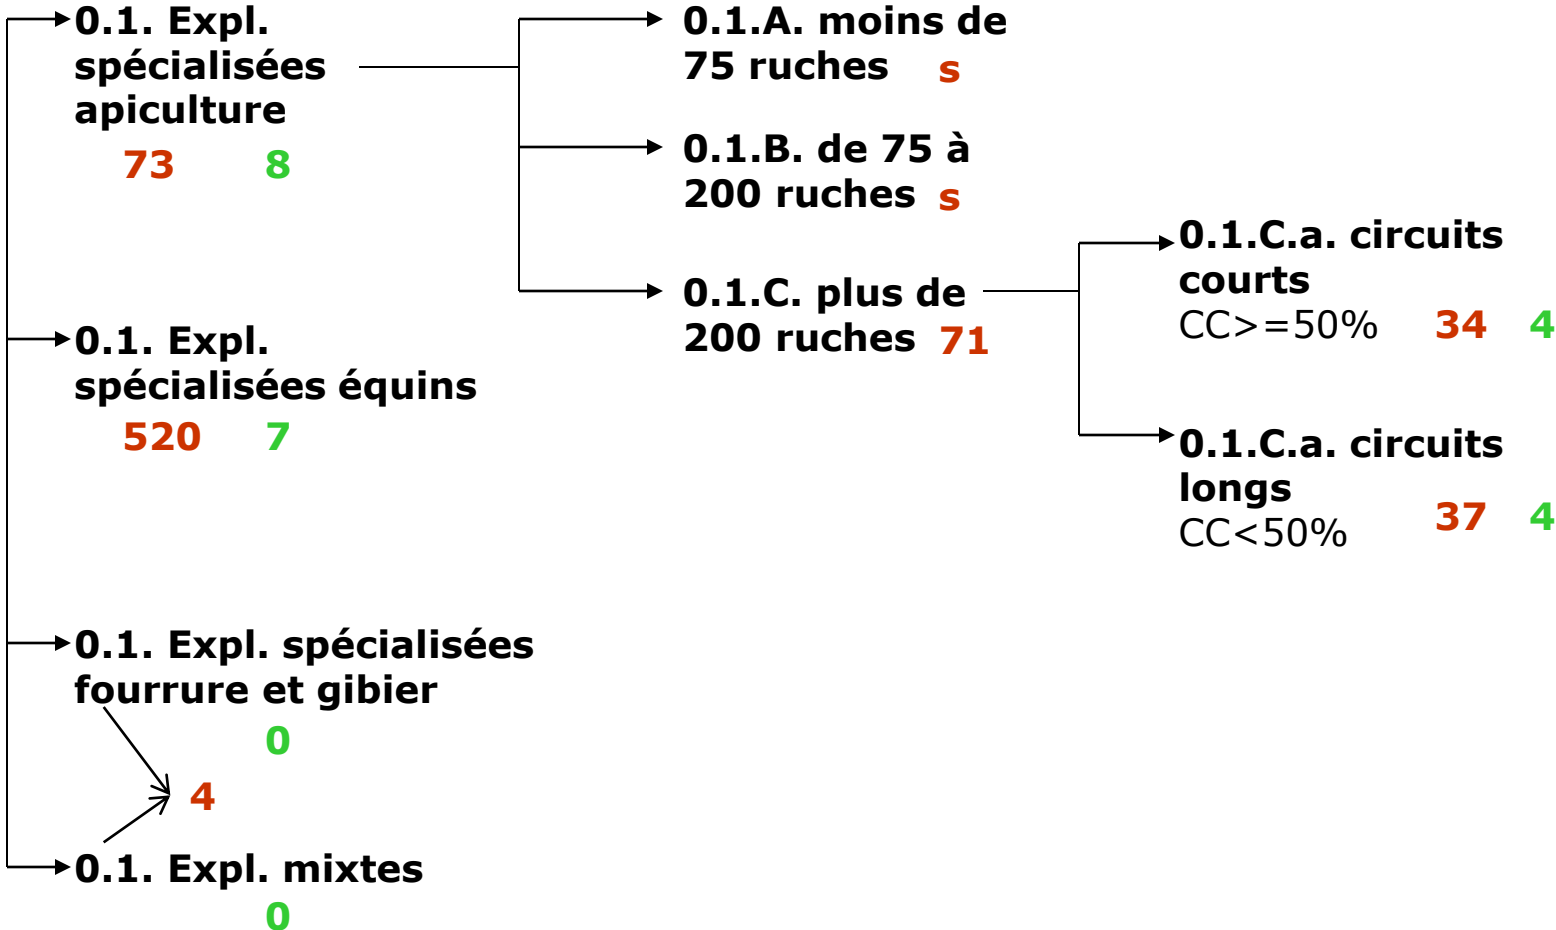 0.1. Expl.
spécialisées
apiculture
73 8
0.1.A. moins de
75 ruches s
0.1.B. de 75 à
200 ruches s
0.1.C. plus de
200 ruches 71
0.1.C.a. circuits
courts
CC>=50% 34 4
0.1.C.a. circuits
longs
CC<50% 37 4
0.1. Expl.
spécialisées équins
520 7
0.1. Expl. spécialisées
fourrure et gibier
0
4
0.1. Expl. mixtes
0